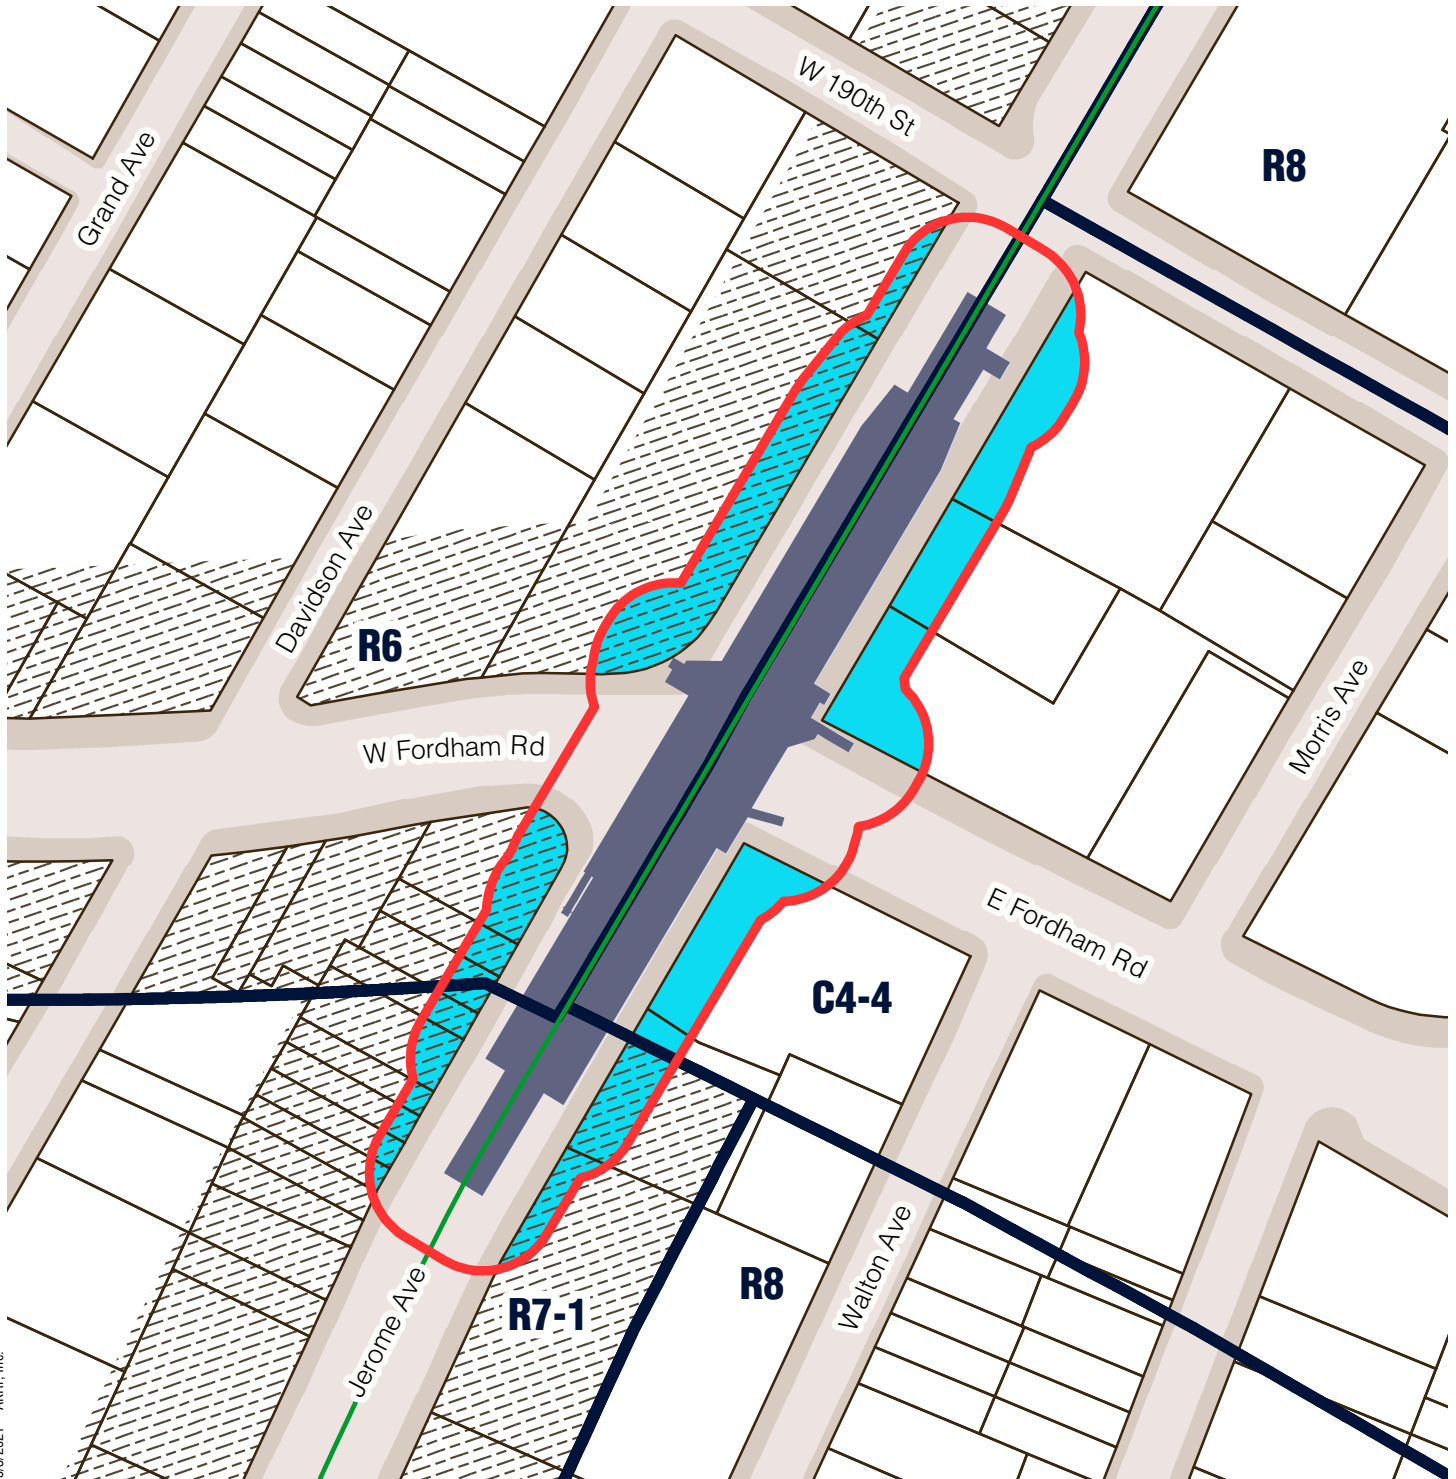 W 190th St
R8
Grand Ave
Davidson Ave
R6
W Fordham Rd
Morris Ave
E Fordham Rd
C4-4
Walton Ave
R8
R7-1
Jerome Ave